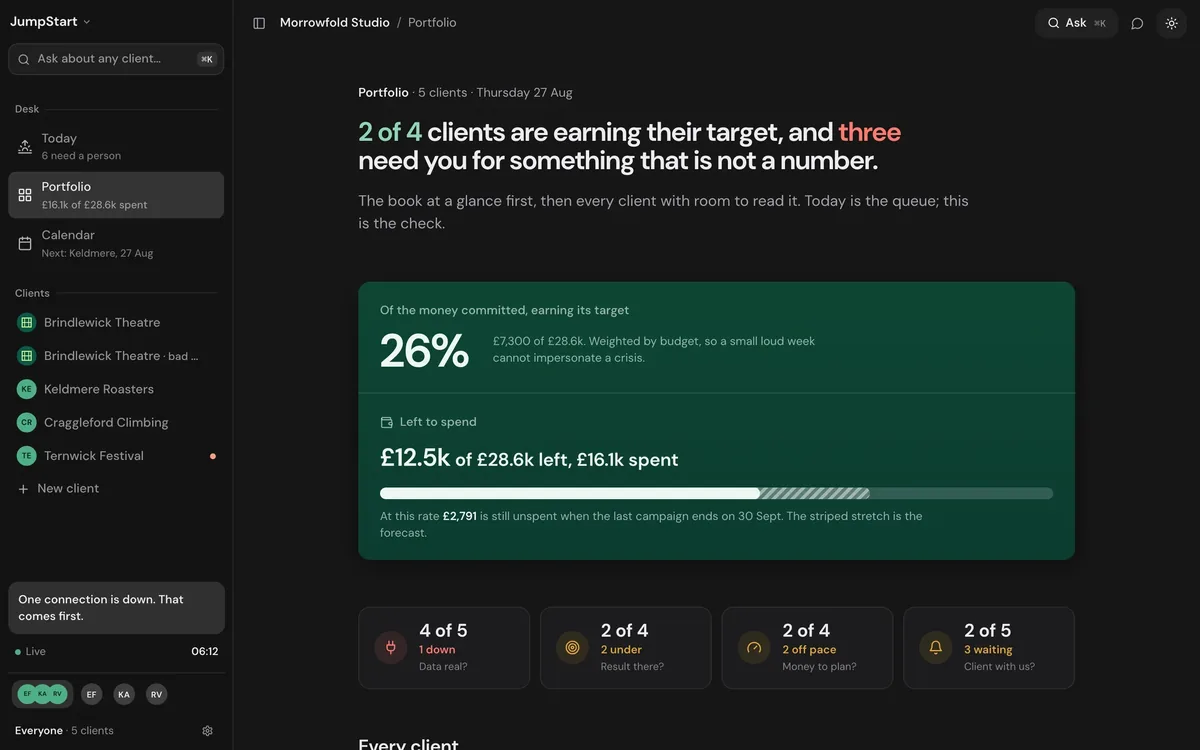 JumpStart
Ask about any client...
⌘K
Desk
Today
6 need a person
Portfolio
£16.1k of £28.6k spent
Calendar
Next: Keldmere, 27 Aug
Clients
Brindlewick Theatre
Brindlewick Theatre · bad ...
KE Keldmere Roasters
CR Craggleford Climbing
TE Ternwick Festival
New client
One connection is down. That
comes first.
Live 06:12
EF KA RV EF KA RV
Everyone · 5 clients
Morrowfold Studio / Portfolio
Ask ⌘K
Portfolio · 5 clients · Thursday 27 Aug
2 of 4 clients are earning their target, and three
need you for something that is not a number.
The book at a glance first, then every client with room to read it. Today is the queue; this
is the check.
Of the money committed, earning its target
26%
£7,300 of £28.6k. Weighted by budget, so a small loud week
cannot impersonate a crisis.
Left to spend
£12.5k of £28.6k left, £16.1k spent
At this rate £2,791 is still unspent when the last campaign ends on 30 Sept. The striped stretch is the
forecast.
4 of 5
1 down
Data real?
2 of 4
2 under
Result there?
2 of 4
2 off pace
Money to plan?
2 of 5
3 waiting
Client with us?
Every client